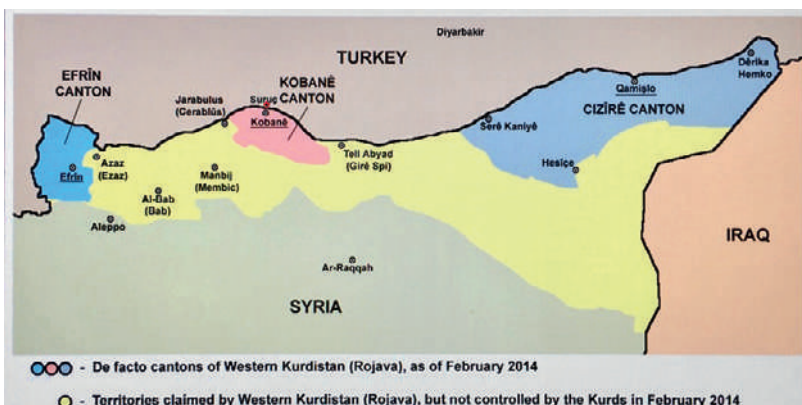 Diyarbakir
TURKEY
EFRÎN
CANTON
KOBANÊ
CANTON
Dêrika
Hemko
Jarabulus
(Cerablûs)
Suruç
Kobanê
Qamişlo
CIZÎRÊ CANTON
Serê Kaniyê
Azaz
(Ezaz)
Efrîn
Tell Abyad
(Girê Spî)
Manbij
(Membic)
Hesîçe
Al-Bab
(Bab)
Aleppo
IRAQ
Ar-Raqqah
SYRIA
- De facto cantons of Western Kurdistan (Rojava), as of February 2014
- Territories claimed by Western Kurdistan (Rojava), but not controlled by the Kurds in February 2014